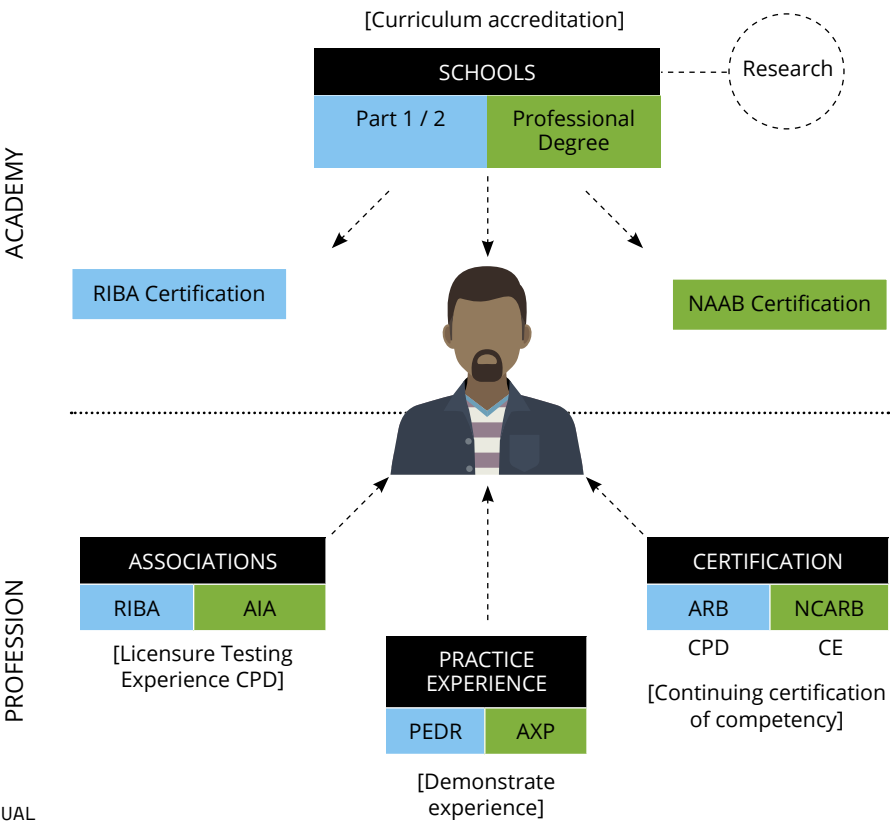 [Curriculum accreditation]
SCHOOLS
Research
Part 1 / 2
Professional
Degree
ACADEMY
RIBA Certification
NAAB Certification
PROFESSION
ASSOCIATIONS
RIBA
AIA
[Licensure Testing
Experience CPD]
PRACTICE
EXPERIENCE
PEDR
AXP
[Demonstrate
experience]
CERTIFICATION
ARB
NCARB
CPD
CE
[Continuing certification
of competency]
UAL